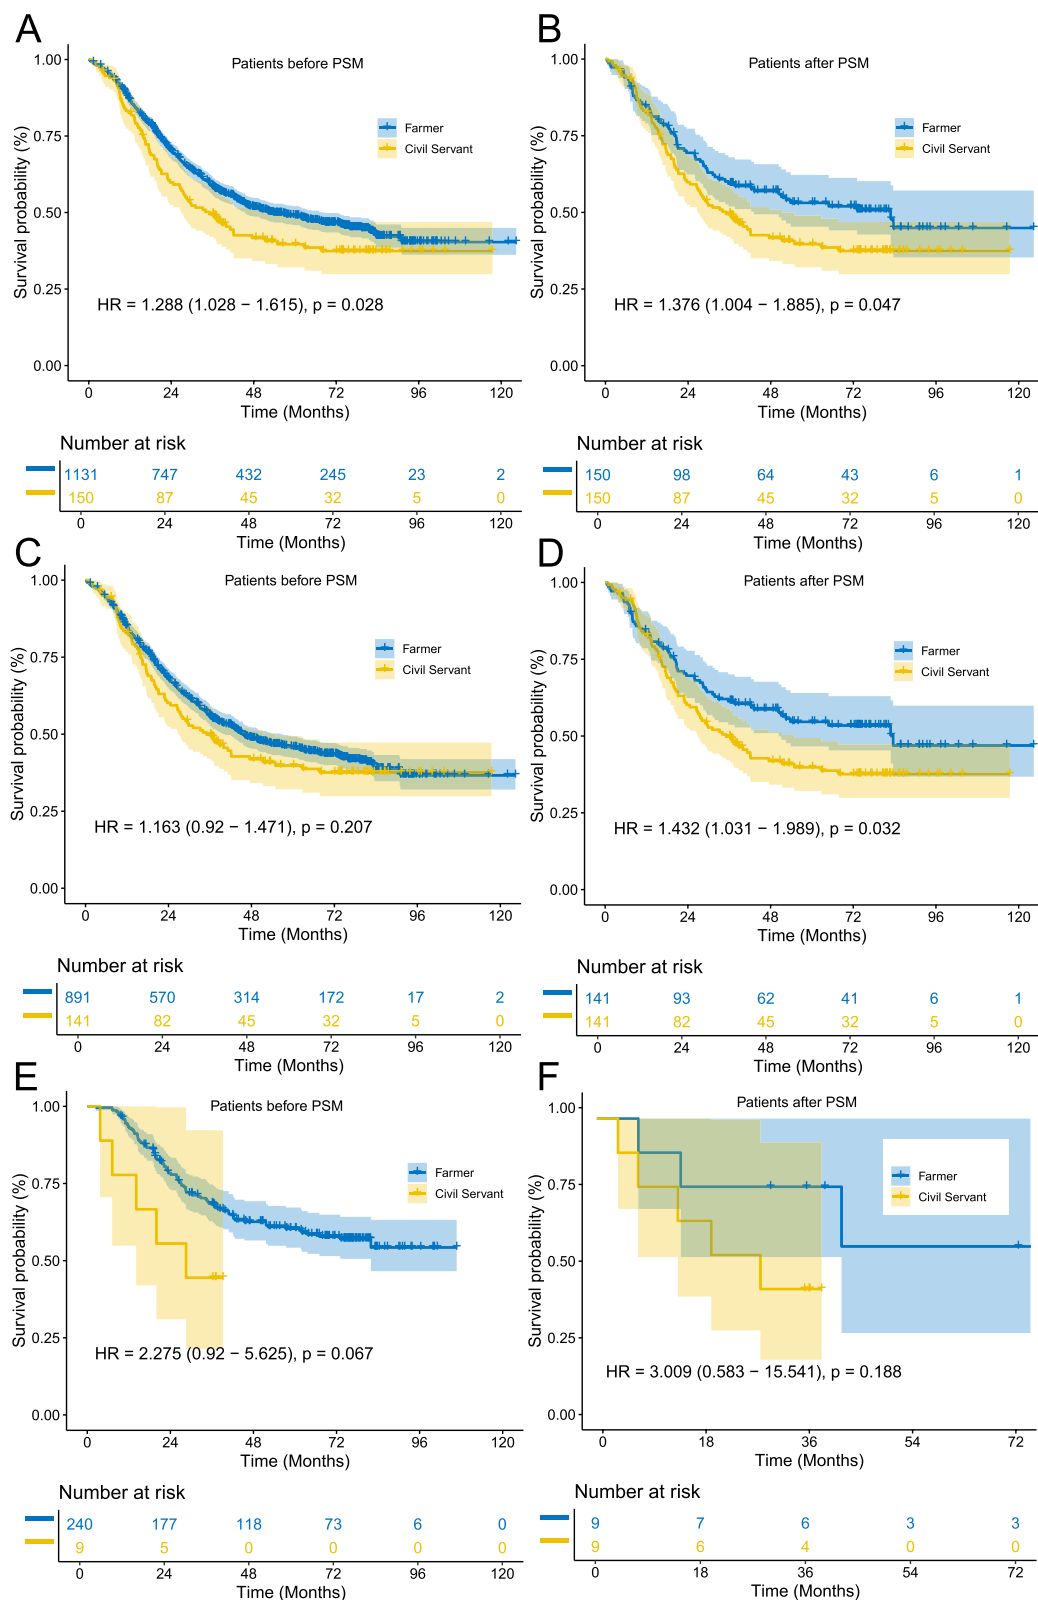 A
Patients before PSM
Survival probability (%)
1.00
0.75
0.50
0.25
0.00
Farmer
Civil Servant
HR = 1.288 (1.028 − 1.615), p = 0.028
0 24 48 72 96 120
Time (Months)
Number at risk
1131 747 432 245 23 2
150 87 45 32 5 0
0 24 48 72 96 120
Time (Months)
B
Patients after PSM
Survival probability (%)
1.00
0.75
0.50
0.25
0.00
Farmer
Civil Servant
HR = 1.376 (1.004 − 1.885), p = 0.047
0 24 48 72 96 120
Time (Months)
Number at risk
150 98 64 43 6 1
150 87 45 32 5 0
0 24 48 72 96 120
Time (Months)
C
Patients before PSM
Survival probability (%)
1.00
0.75
0.50
0.25
0.00
Farmer
Civil Servant
HR = 1.163 (0.92 − 1.471), p = 0.207
0 24 48 72 96 120
Time (Months)
Number at risk
891 570 314 172 17 2
141 82 45 32 5 0
0 24 48 72 96 120
Time (Months)
D
Patients after PSM
Survival probability (%)
1.00
0.75
0.50
0.25
0.00
Farmer
Civil Servant
HR = 1.432 (1.031 − 1.989), p = 0.032
0 24 48 72 96 120
Time (Months)
Number at risk
141 93 62 41 6 1
141 82 45 32 5 0
0 24 48 72 96 120
Time (Months)
E
Patients before PSM
Survival probability (%)
1.00
0.75
0.50
0.25
0.00
Farmer
Civil Servant
HR = 2.275 (0.92 − 5.625), p = 0.067
0 24 48 72 96 120
Time (Months)
Number at risk
240 177 118 73 6 0
9 5 0 0 0 0
0 24 48 72 96 120
Time (Months)
F
Patients after PSM
Survival probability (%)
1.00
0.75
0.50
0.25
0.00
Farmer
Civil Servant
HR = 3.009 (0.583 − 15.541), p = 0.188
0 18 36 54 72
Time (Months)
Number at risk
9 7 6 3 3
9 6 4 0 0
0 18 36 54 72
Time (Months)